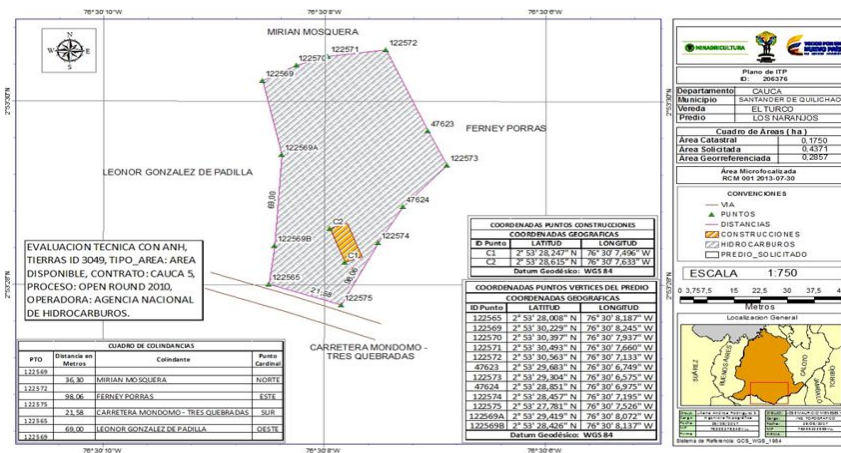 76°30'10"W
76°30'8"W
76°30'6"W
MIRIAN MOSQUERA
122569
122570
122571
122572
47623
FERNEY PORRAS
122573
122569A
LEONOR GONZALEZ DE PADILLA
47624
69,00
C2
122569B
122574
C1
98,06
122565
21,58
122575
CARRETERA MONDOMO -
TRES QUEBRADAS
2°53'30"N
2°53'28"N
EVALUACION TECNICA CON ANH,
TIERRAS ID 3049, TIPO_AREA: AREA
DISPONIBLE, CONTRATO: CAUCA 5,
PROCESO: OPEN ROUND 2010,
OPERADORA: AGENCIA NACIONAL
DE HIDROCARBUROS.
CUADRO DE COLINDANCIAS
PTO Distancia en Metros Colindante Punto Cardinal
122569
36,30 MIRIAN MOSQUERA NORTE
122572
98,06 FERNEY PORRAS ESTE
122575
21,58 CARRETERA MONDOMO - TRES QUEBRADAS SUR
122565
69,00 LEONOR GONZALEZ DE PADILLA OESTE
122569
COORDENADAS PUNTOS CONSTRUCCIONES
COORDENADAS GEOGRAFICAS
ID Punto LATITUD LONGITUD
C1 2° 53' 28,247" N 76° 30' 7,496" W
C2 2° 53' 28,615" N 76° 30' 7,633" W
Datum Geodésico: WGS 84
COORDENADAS PUNTOS VERTICES DEL PREDIO
COORDENADAS GEOGRAFICAS
ID Punto LATITUD LONGITUD
122565 2° 53' 28,008" N 76° 30' 8,187" W
122569 2° 53' 30,229" N 76° 30' 8,245" W
122570 2° 53' 30,397" N 76° 30' 7,937" W
122571 2° 53' 30,493" N 76° 30' 7,660" W
122572 2° 53' 30,563" N 76° 30' 7,133" W
47623 2° 53' 29,683" N 76° 30' 6,749" W
122573 2° 53' 29,304" N 76° 30' 6,575" W
47624 2° 53' 28,851" N 76° 30' 6,975" W
122574 2° 53' 28,457" N 76° 30' 7,195" W
122575 2° 53' 27,781" N 76° 30' 7,526" W
122569A 2° 53' 29,419" N 76° 30' 8,072" W
122569B 2° 53' 28,426" N 76° 30' 8,137" W
Datum Geodésico: WGS 84
MINAGRICULTURA
Plano de ITP
ID: 206376
Departamento CAUCA
Municipio SANTANDER DE QUILICHAO
Vereda EL TURCO
Predio LOS NARANJOS
Cuadro de Áreas ( ha )
Área Catastral 0,1750
Área Solicitada 0,4371
Área Georreferenciada 0,2857
Área Microfocalizada
RCM 001 2013-07-30
CONVENCIONES
VIA
PUNTOS
DISTANCIAS
CONSTRUCCIONES
HIDROCARBUROS
PREDIO_SOLICITADO
ESCALA 1:750
0 3,757,5 15 22,5 30 37,5
Metros
Localizacion General
SUÁREZ
BUENOS AIRES
CALOTO
TORIBÍO
Sistema de Referencia: GCS_WGS_1984
76°30'10"W
76°30'8"W
76°30'6"W